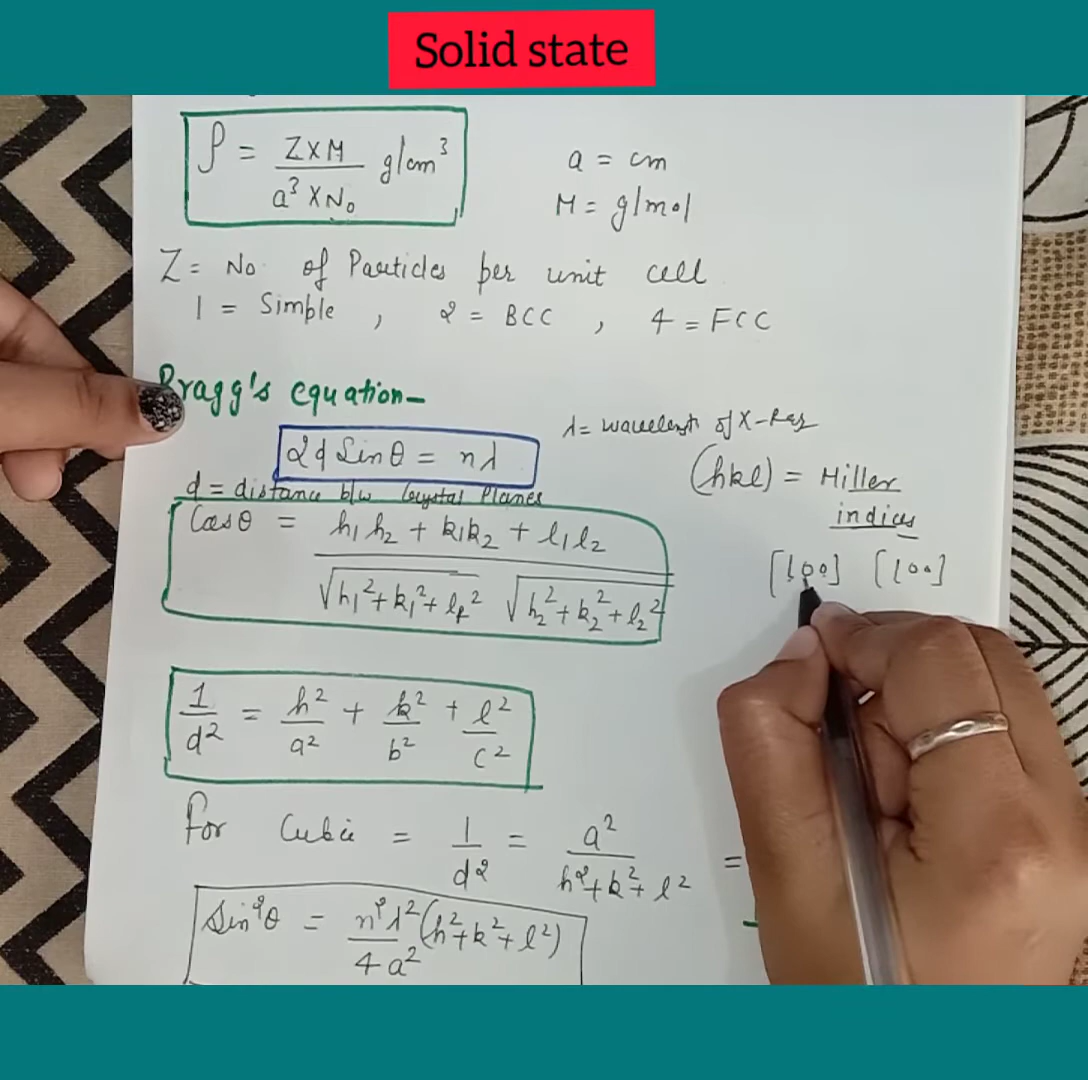 Solid state
ρ = Z×M / a³ × N₀ g/cm³
a = cm
M = g/mol
Z = No. of Particles per unit cell
1 = Simple , 2 = BCC , 4 = FCC
Bragg's equation-
2d Sinθ = nλ
λ = wavelength of X-Ray
d = distance b/w Crystal Planes
(hkl) = Miller
indices
Cosθ = h₁h₂ + k₁k₂ + l₁l₂ / √h₁²+k₁²+l₁² √h₂²+k₂²+l₂²
[100] [100]
1/d² = h²/a² + k²/b² + l²/c²
For Cubic = 1/d² = a²/h²+k²+l² =
Sin²θ = n²λ²/4a² (h²+k²+l²)